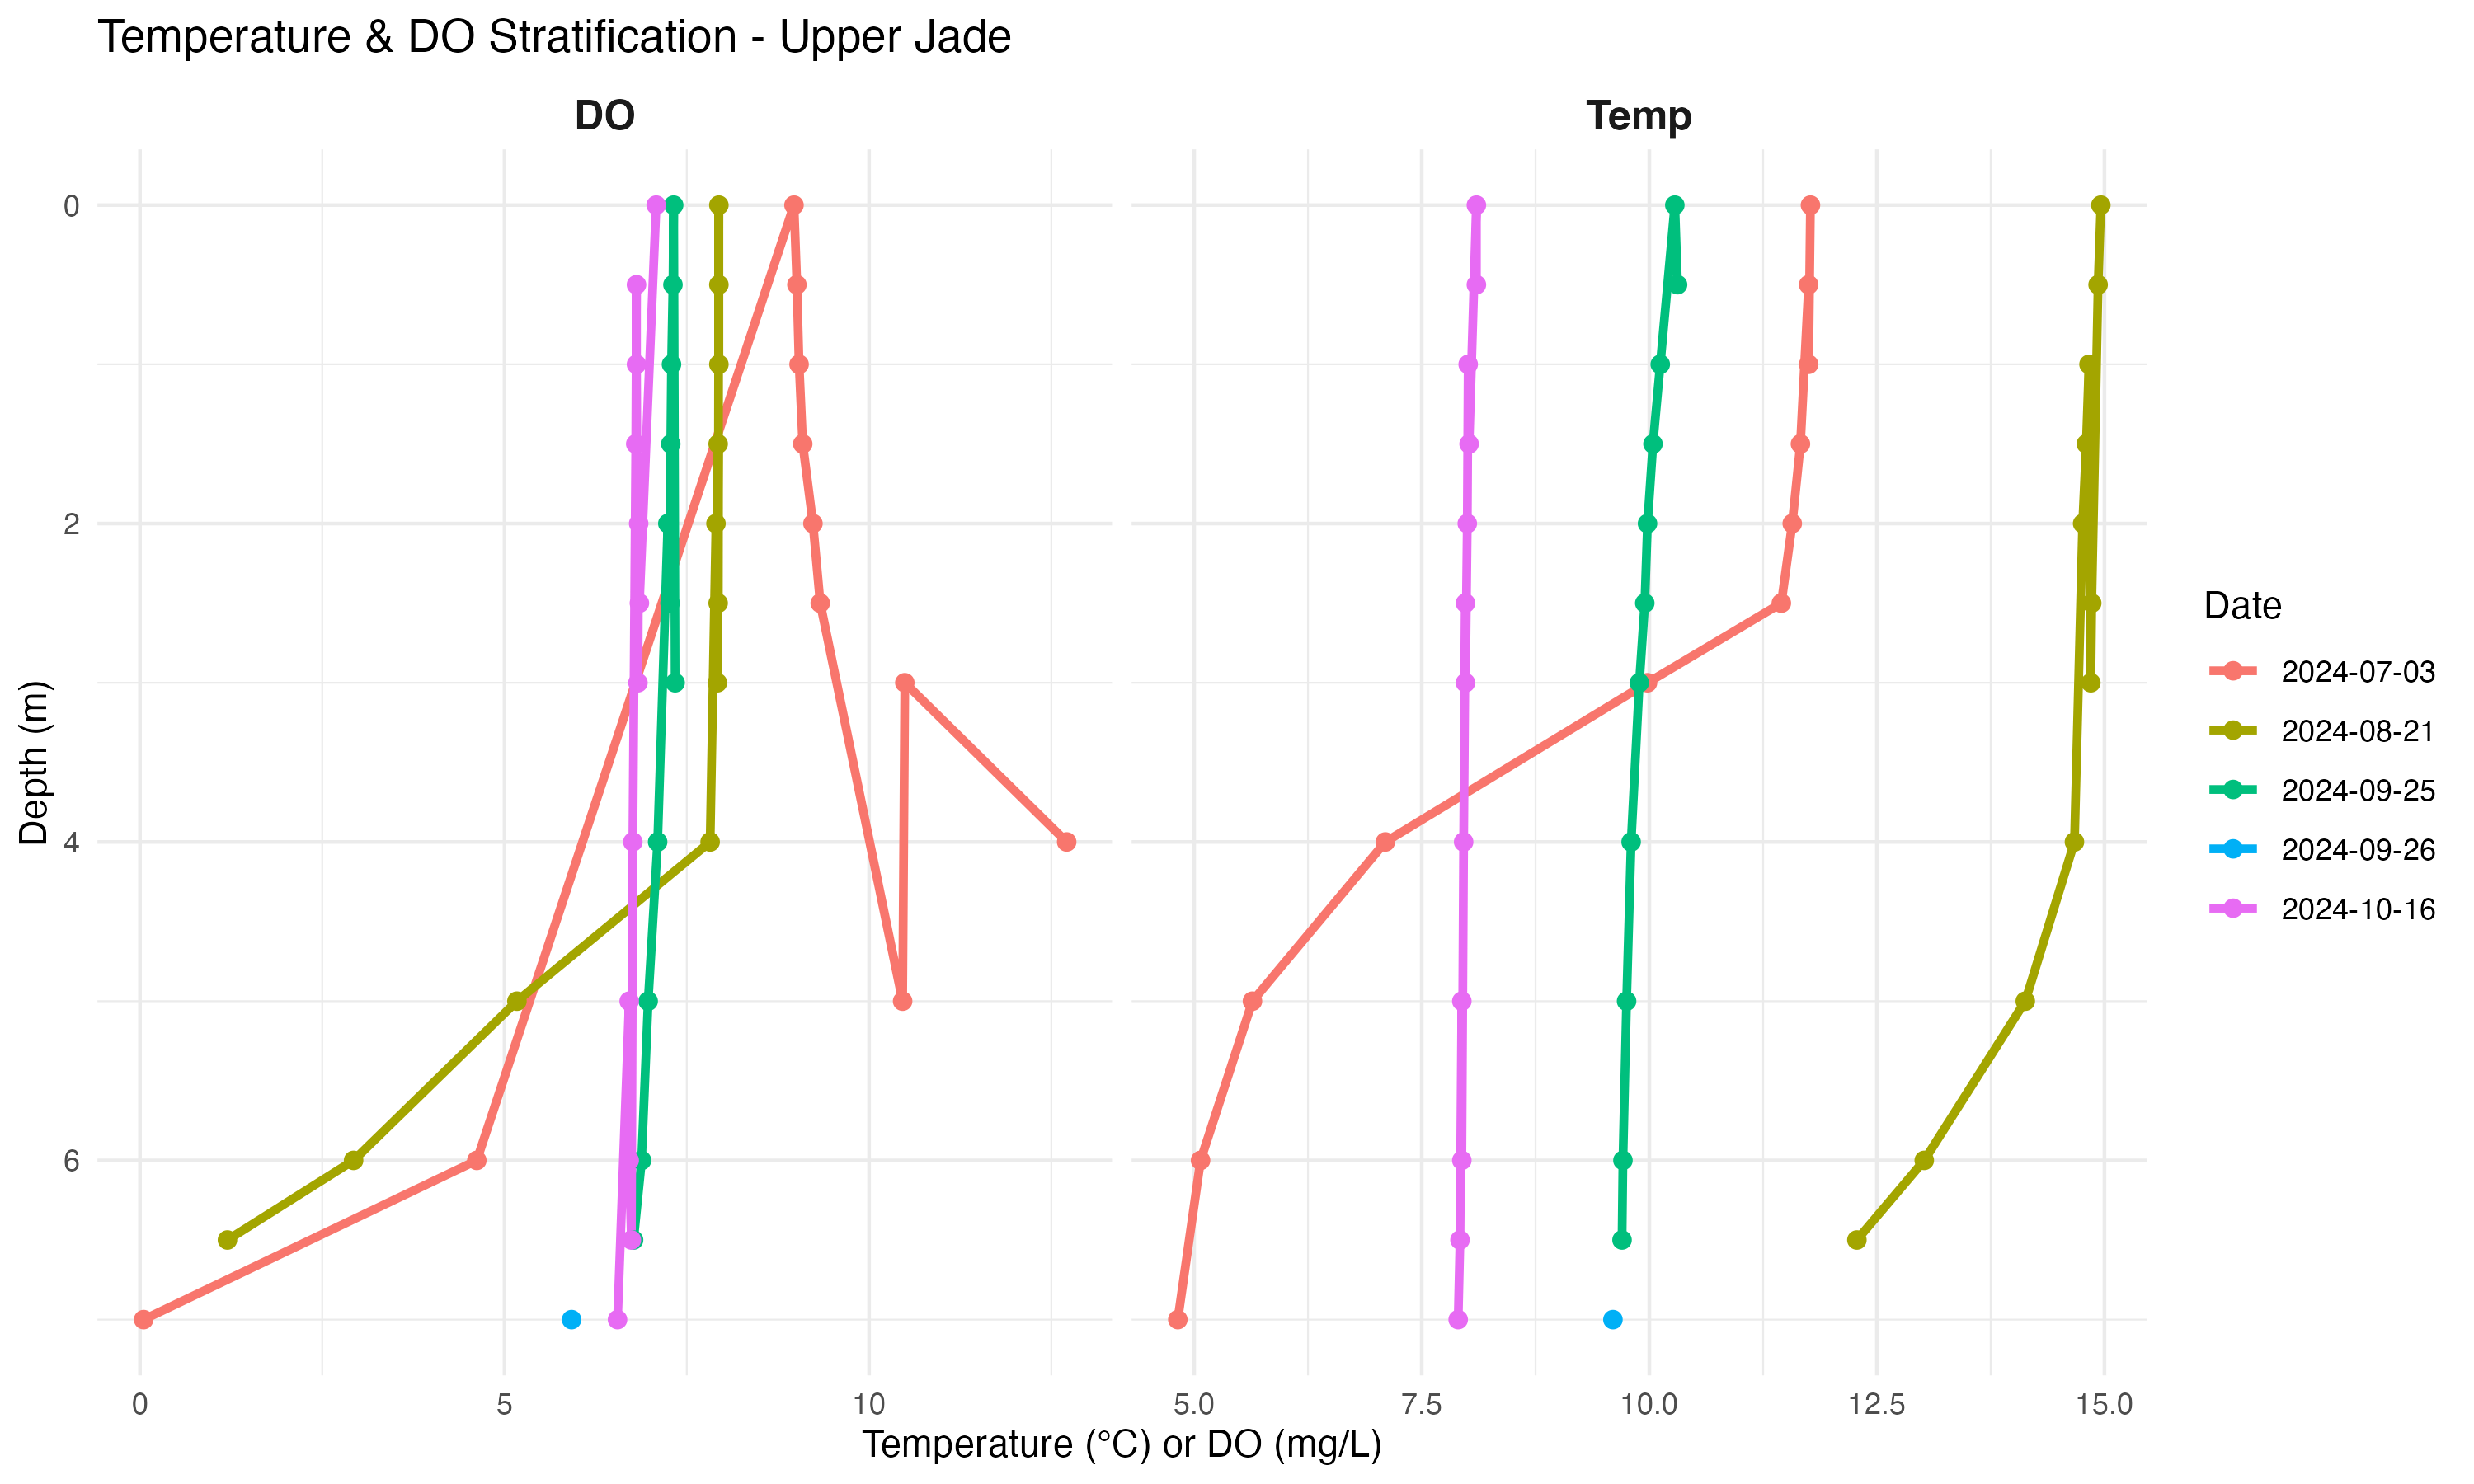 Temperature & DO Stratification - Upper Jade
DO
Temp
Depth (m)
0
2
4
6
0
5
10
5.0
7.5
10.0
12.5
15.0
Temperature (°C) or DO (mg/L)
Date
2024-07-03
2024-08-21
2024-09-25
2024-09-26
2024-10-16